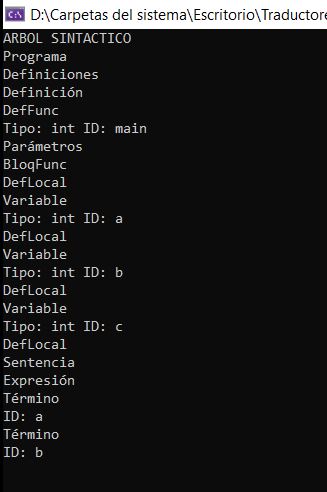 D:\Carpetas del sistema\Escritorio\Traductore
ARBOL SINTACTICO
Programa
Definiciones
Definición
DefFunc
Tipo: int ID: main
Parámetros
BloqFunc
DefLocal
Variable
Tipo: int ID: a
DefLocal
Variable
Tipo: int ID: b
DefLocal
Variable
Tipo: int ID: c
DefLocal
Sentencia
Expresión
Término
ID: a
Término
ID: b